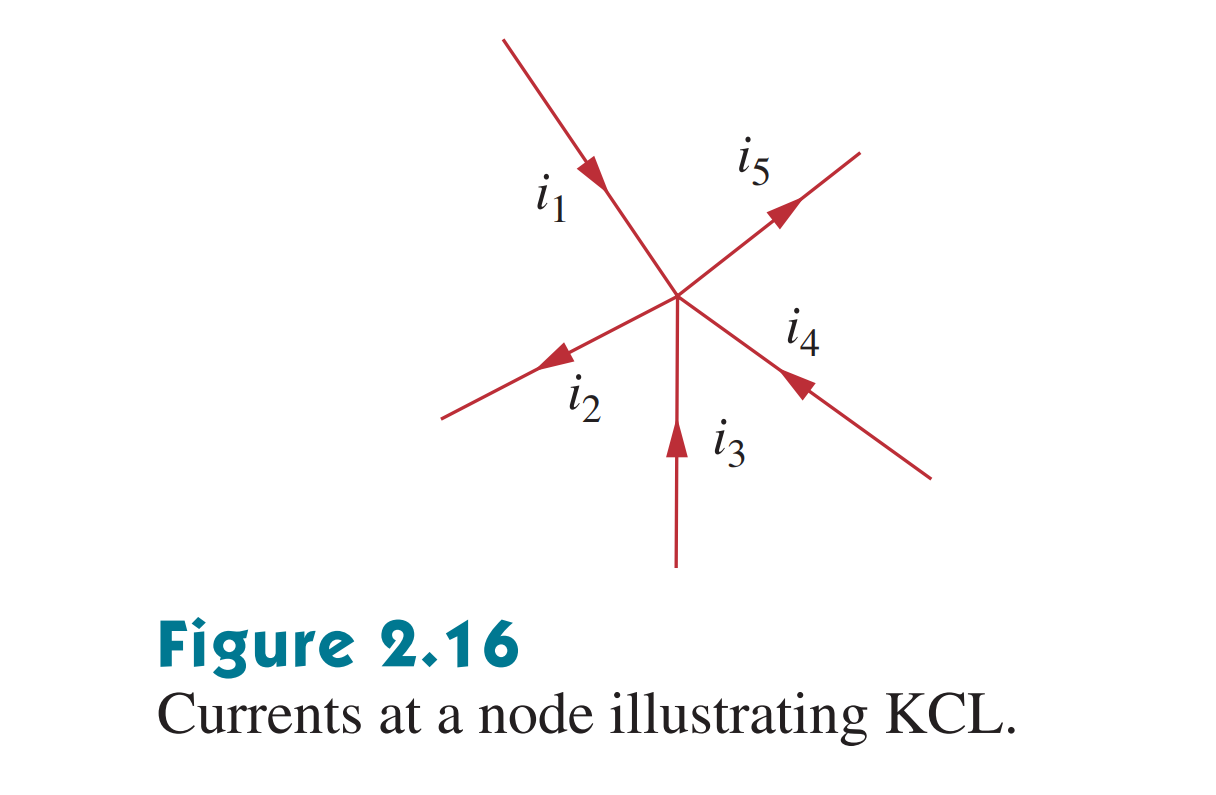 i5
i1
i4
i2
i3
Figure 2.16
Currents at a node illustrating KCL.